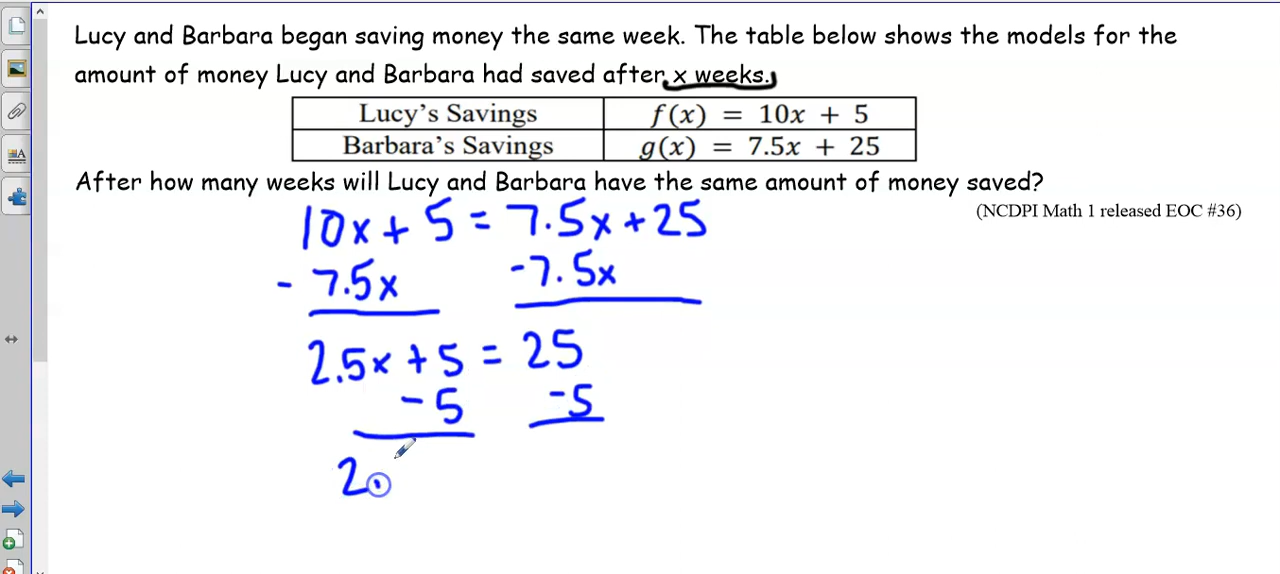 Lucy and Barbara began saving money the same week. The table below shows the models for the
amount of money Lucy and Barbara had saved after x weeks.
Lucy's Savings f(x) = 10x + 5
Barbara's Savings g(x) = 7.5x + 25
After how many weeks will Lucy and Barbara have the same amount of money saved?
(NCDPI Math 1 released EOC #36)
10x + 5 = 7.5x + 25
- 7.5x -7.5x
2.5x + 5 = 25
- 5 -5
2.